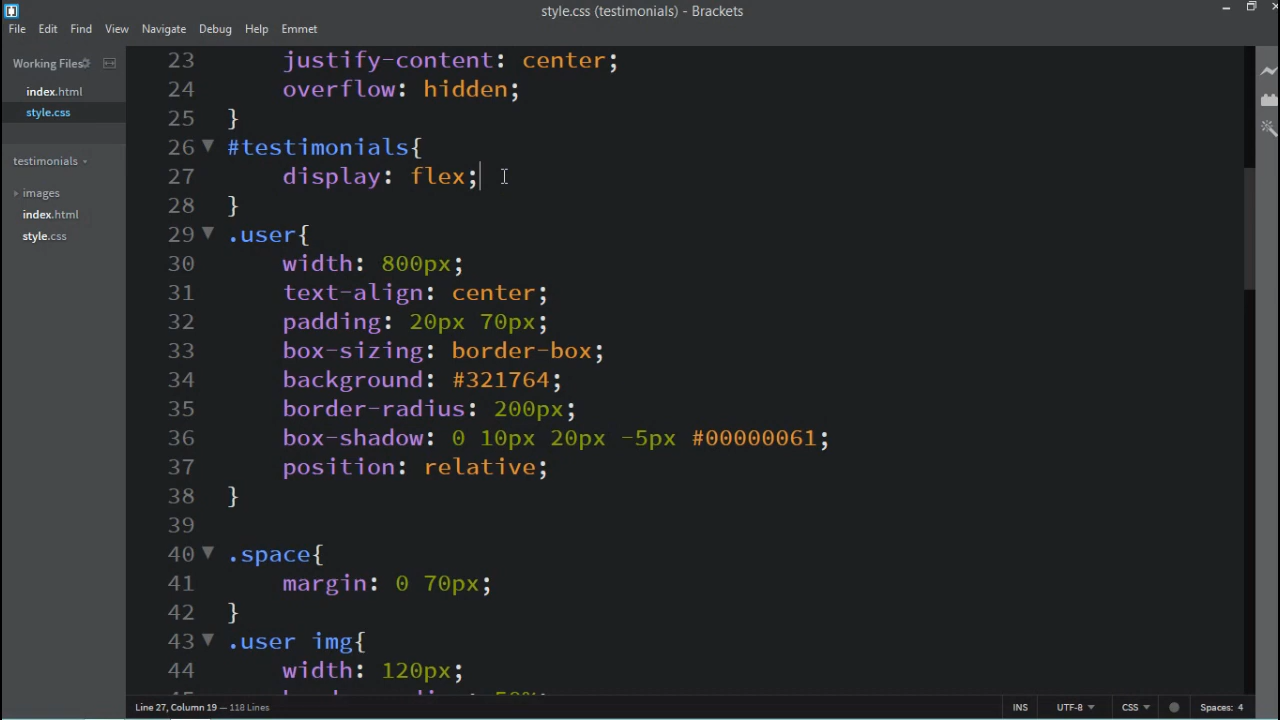 style.css (testimonials) - Brackets
File Edit Find View Navigate Debug Help Emmet
Working Files
index.html
style.css
testimonials
images
index.html
style.css
23 justify-content: center;
24 overflow: hidden;
25 }
26 #testimonials{
27 display: flex;
28 }
29 .user{
30 width: 800px;
31 text-align: center;
32 padding: 20px 70px;
33 box-sizing: border-box;
34 background: #321764;
35 border-radius: 200px;
36 box-shadow: 0 10px 20px -5px #00000061;
37 position: relative;
38 }
39
40 .space{
41 margin: 0 70px;
42 }
43 .user img{
44 width: 120px;
Line 27, Column 19 — 118 Lines
INS UTF-8 CSS Spaces: 4